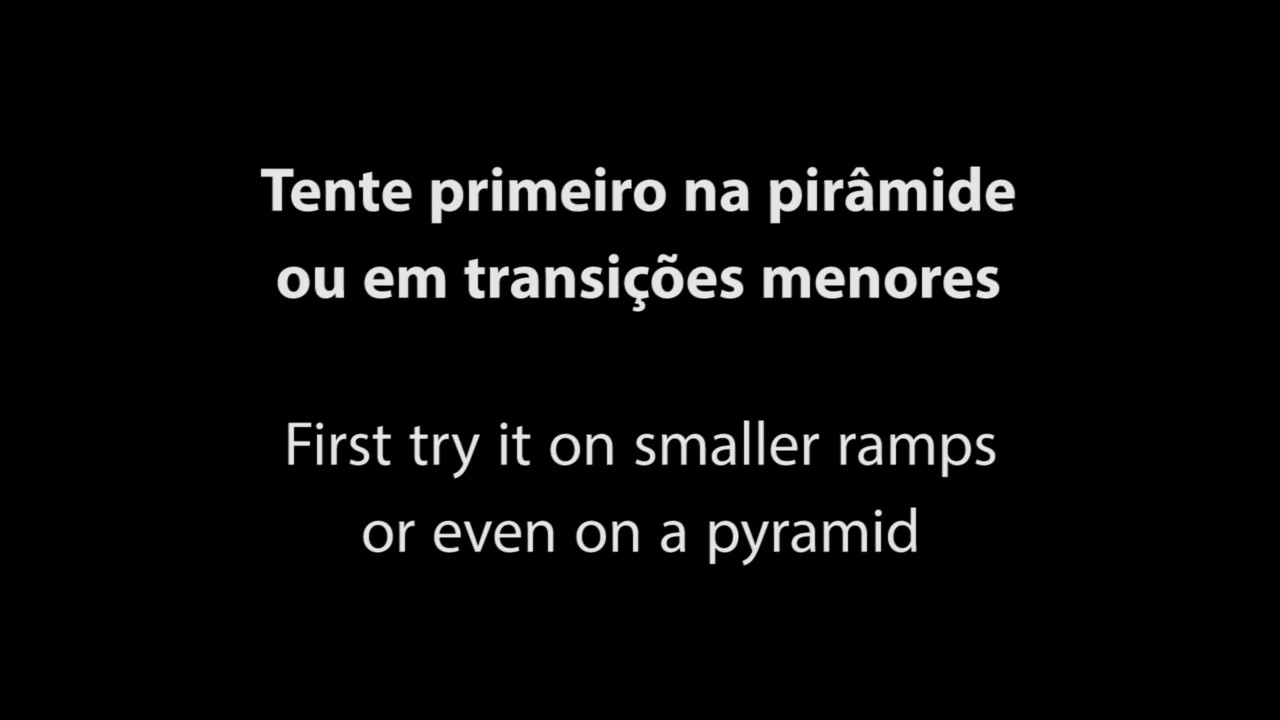 Tente primeiro na pirâmide
ou em transições menores
First try it on smaller ramps
or even on a pyramid